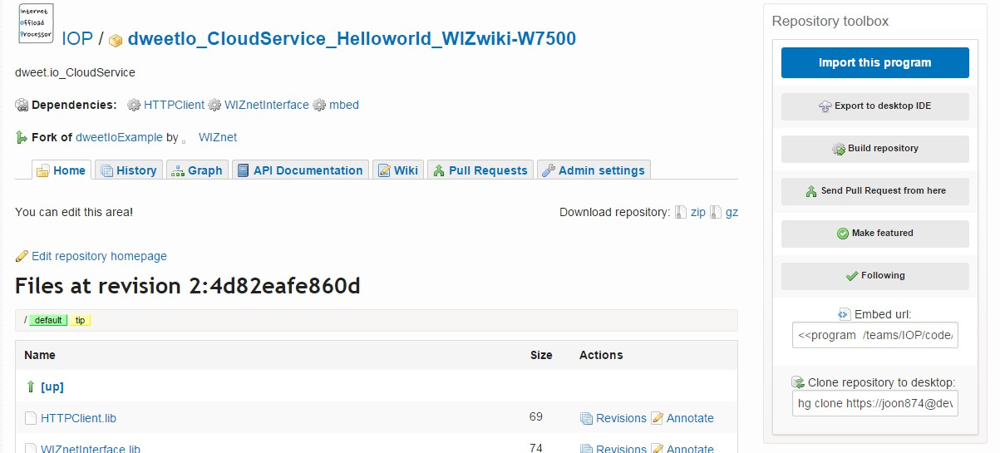 Internet
Offload
Processor
IOP / dweetIo_CloudService_Helloworld_WIZwiki-W7500
dweet.io_CloudService
Dependencies: HTTPClient WIZnetInterface mbed
Fork of dweetIoExample by WIZnet
Home History Graph API Documentation Wiki Pull Requests Admin settings
You can edit this area!
Download repository: zip gz
Edit repository homepage
Files at revision 2:4d82eafe860d
/ default tip
Name Size Actions
[up]
HTTPClient.lib 69 Revisions Annotate
WIZnetInterface.lib 74 Revisions Annotate
Repository toolbox
Import this program
Export to desktop IDE
Build repository
Send Pull Request from here
Make featured
Following
Embed url:
<<program /teams/IOP/code/
Clone repository to desktop:
hg clone https://joon874@dev